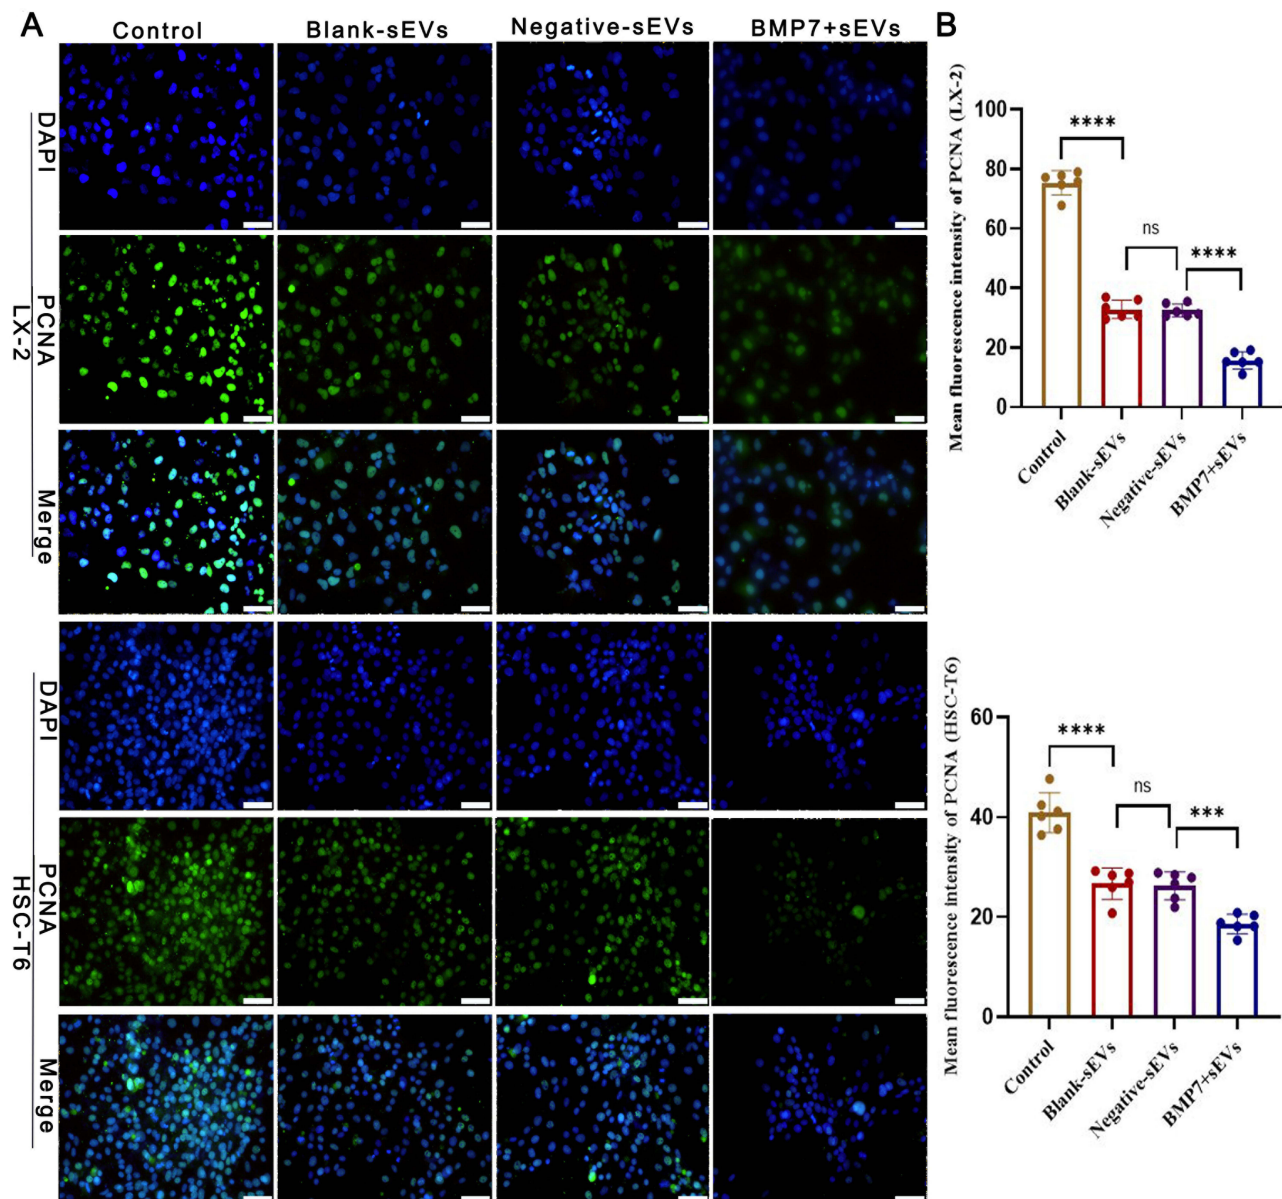 A
Control
Blank-sEVs
Negative-sEVs
BMP7+sEVs
DAPI
PCNA
LX-2
Merge
DAPI
PCNA
HSC-T6
Merge
B
Mean fluorescence intensity of PCNA (LX-2)
100
80
60
40
20
0
****
ns
****
Control
Blank-sEVs
Negative-sEVs
BMP7+sEVs
Mean fluorescence intensity of PCNA (HSC-T6)
60
40
20
0
****
ns
***
Control
Blank-sEVs
Negative-sEVs
BMP7+sEVs